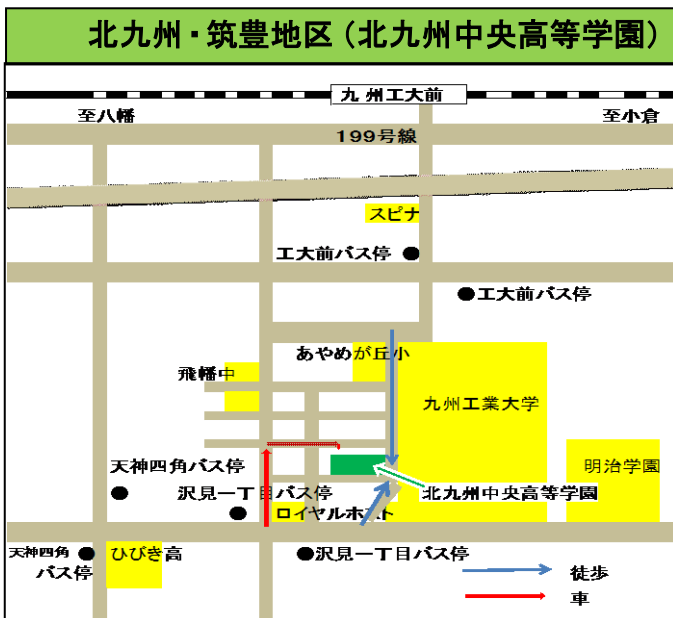 北九州・筑豊地区（北九州中央高等学園）
九州工大前
至八幡
至小倉
199号線
スピナ
工大前バス停
工大前バス停
あやめが丘小
飛幡中
九州工業大学
天神四角バス停
明治学園
沢見一丁目バス停
北九州中央高等学園
ロイヤルホスト
天神四角
バス停
ひびき高
沢見一丁目バス停
徒歩
車